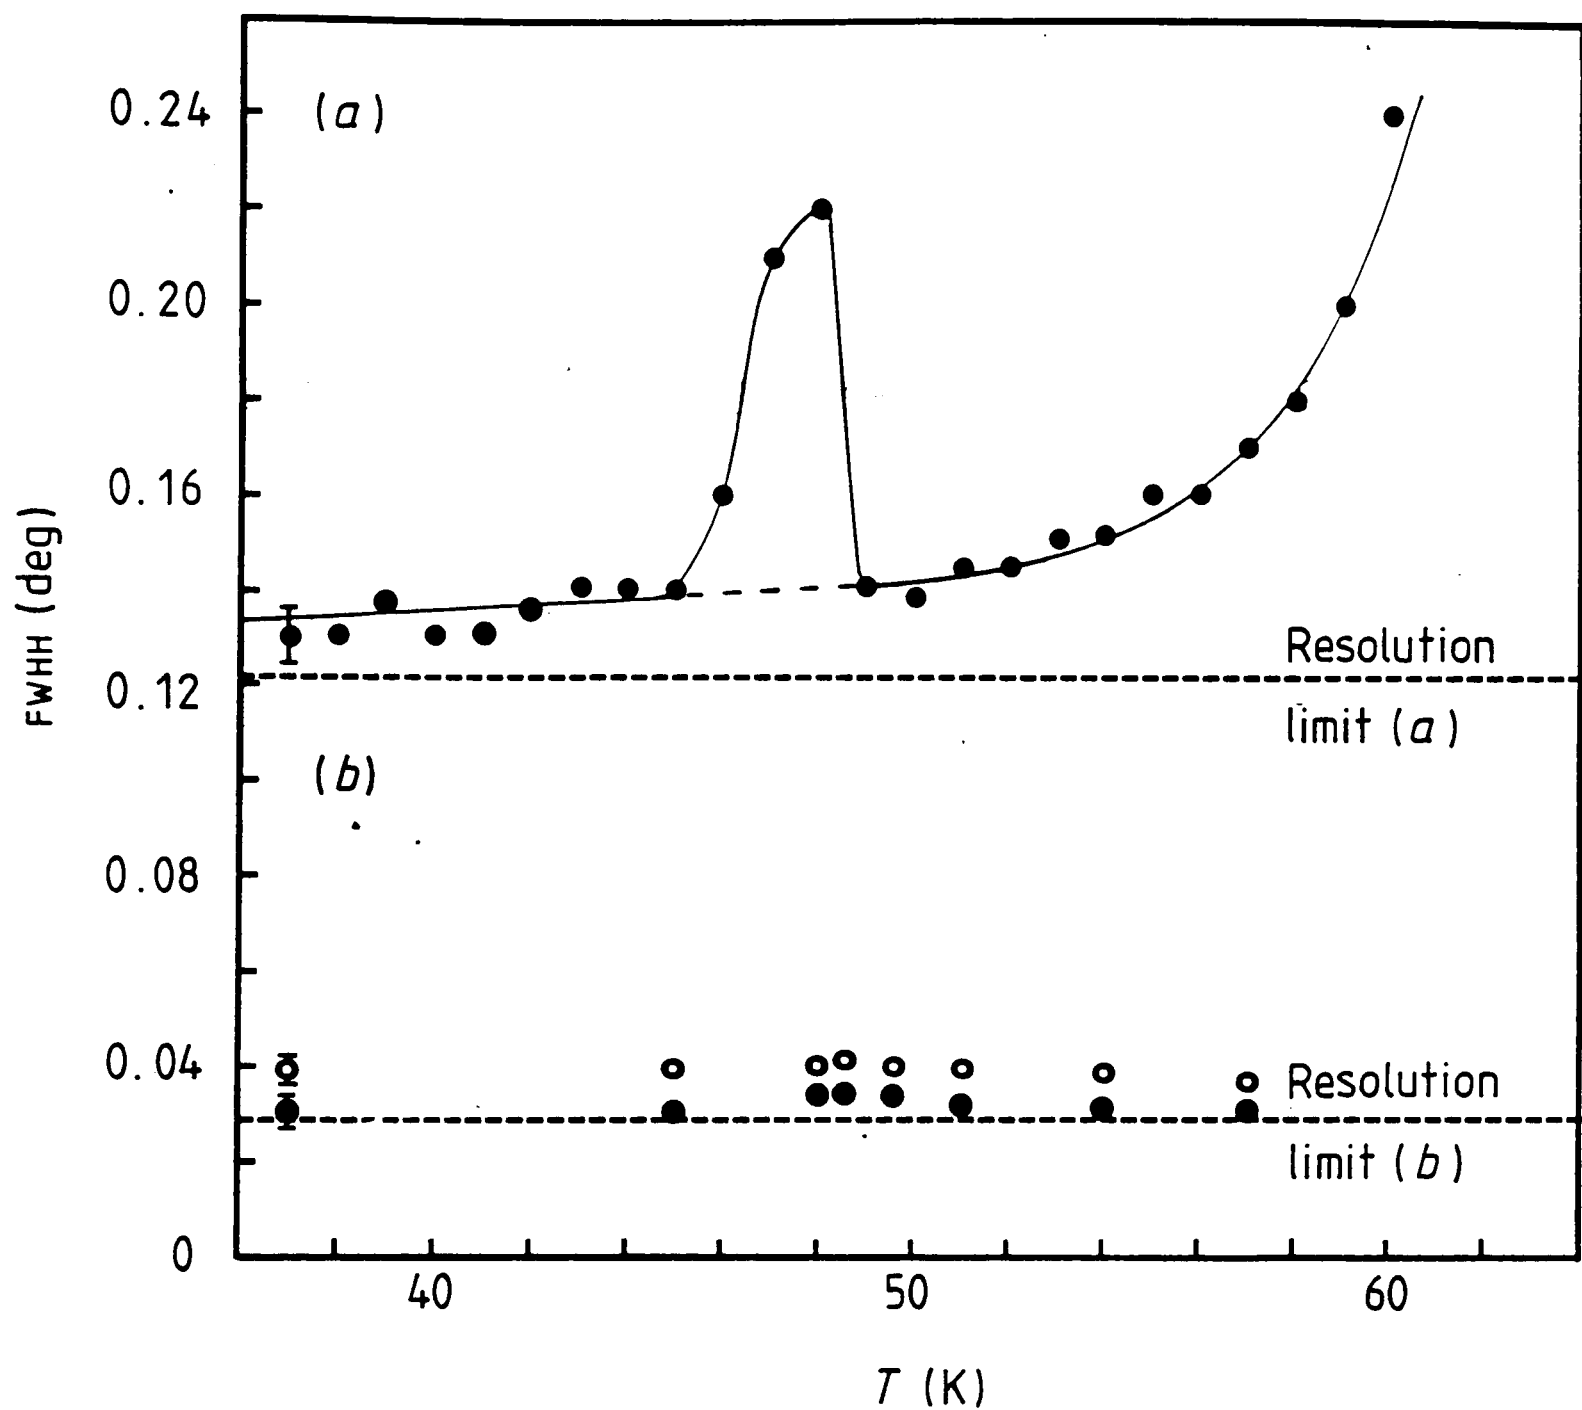 0.24
(a)
0.20
0.16
FWHH (deg)
Resolution
0.12
limit (a)
(b)
0.08
0.04
Resolution
limit (b)
0
40
50
60
T (K)